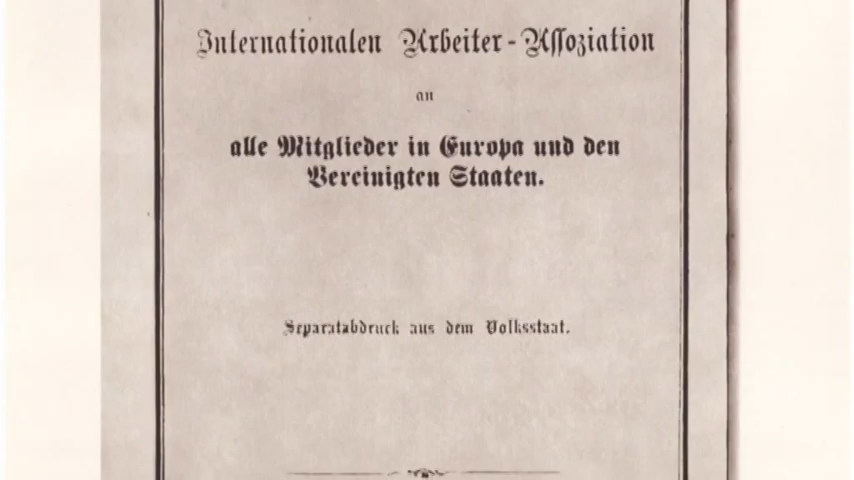 Internationalen Arbeiter-Assoziation
an
alle Mitglieder in Europa und den
Vereinigten Staaten.
Separatabdruck aus dem Volksstaat.